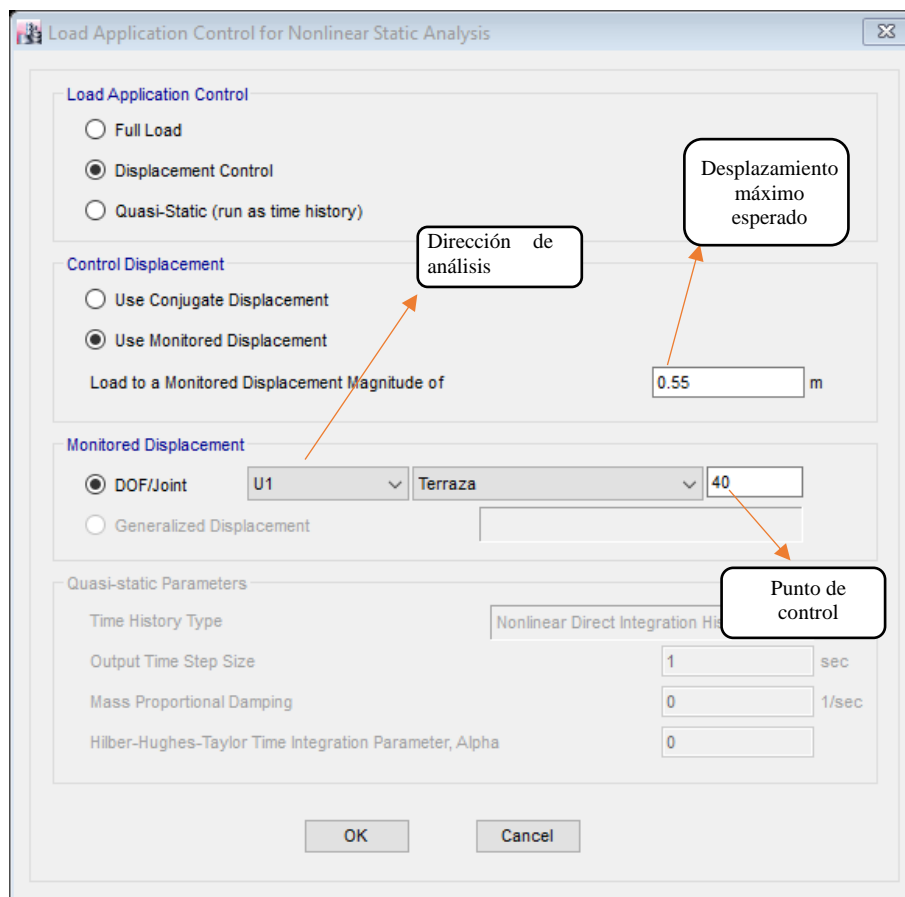 Load Application Control for Nonlinear Static Analysis
Load Application Control
Full Load
Displacement Control
Quasi-Static (run as time history)
Desplazamiento
máximo
esperado
Dirección de
análisis
Control Displacement
Use Conjugate Displacement
Use Monitored Displacement
Load to a Monitored Displacement Magnitude of 0.55 m
Monitored Displacement
DOF/Joint U1 Terraza 40
Generalized Displacement
Quasi-static Parameters
Punto de
control
Time History Type Nonlinear Direct Integration
Output Time Step Size 1 sec
Mass Proportional Damping 0 1/sec
Hilber-Hughes-Taylor Time Integration Parameter, Alpha 0
OK Cancel